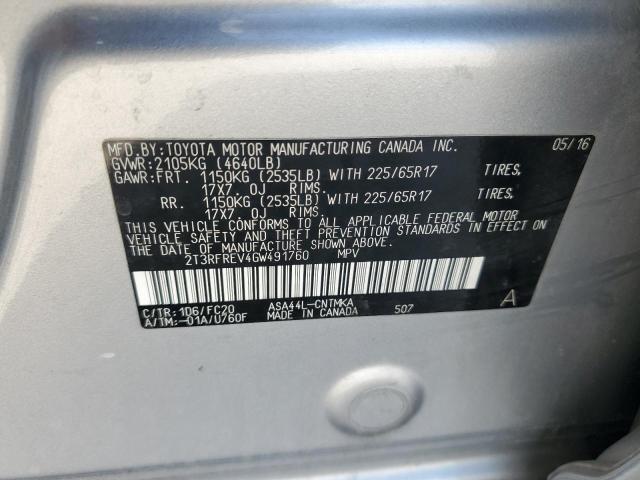 MFD.BY:TOYOTA MOTOR MANUFACTURING CANADA INC. 05/16
GVWR:2105KG (4640LB)
GAWR:FRT. 1150KG (2535LB) WITH 225/65R17 TIRES,
17X7.0J RIMS.
RR. 1150KG (2535LB) WITH 225/65R17 TIRES,
17X7.0J RIMS.
THIS VEHICLE CONFORMS TO ALL APPLICABLE FEDERAL MOTOR
VEHICLE SAFETY AND THEFT PREVENTION STANDARDS IN EFFECT ON
THE DATE OF MANUFACTURE SHOWN ABOVE.
2T3RFREV4GW491760 MPV
C/TR:1D6/FC20 ASA44L-CNTMKA A
A/TM:-01A/U760F MADE IN CANADA 507